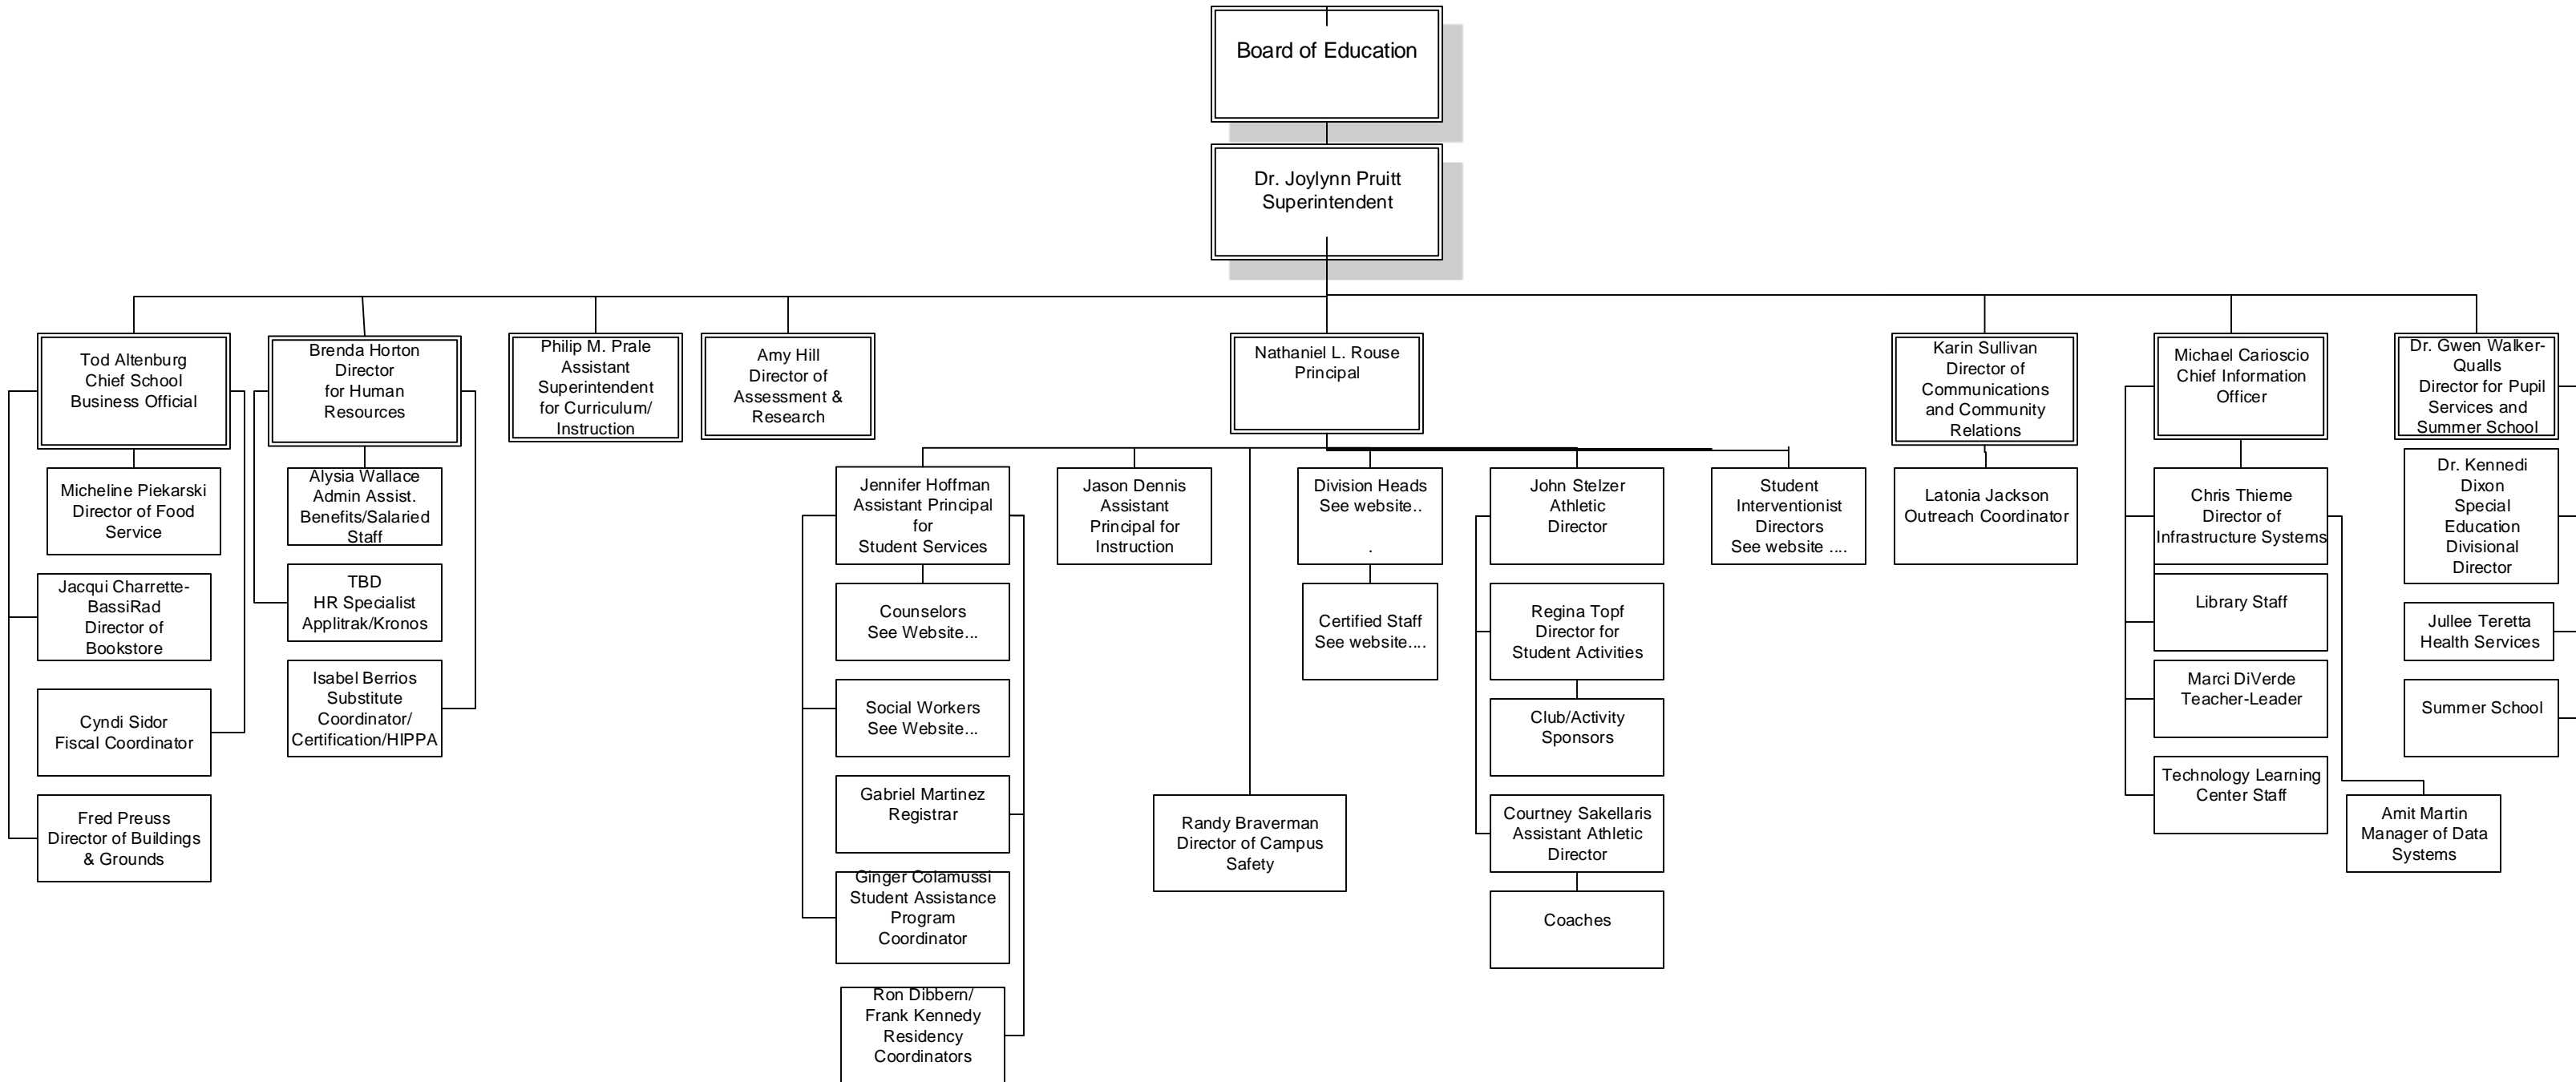 Board of Education
Dr. Joylynn Pruitt
Superintendent
Tod Altenburg
Chief School
Business Official
Brenda Horton
Director
for Human
Resources
Philip M. Prale
Assistant
Superintendent
for Curriculum/
Instruction
Amy Hill
Director of
Assessment &
Research
Nathaniel L. Rouse
Principal
Karin Sullivan
Director of
Communications
and Community
Relations
Michael Carioscio
Chief Information
Officer
Dr. Gwen Walker-
Qualls
Director for Pupil
Services and
Summer School
Micheline Piekarski
Director of Food
Service
Jacqui Charrette-
BassiRad
Director of
Bookstore
Cyndi Sidor
Fiscal Coordinator
Fred Preuss
Director of Buildings
& Grounds
Alysia Wallace
Admin Assist.
Benefits/Salaried
Staff
TBD
HR Specialist
Applitrak/Kronos
Isabel Berrios
Substitute
Coordinator/
Certification/HIPPA
Jennifer Hoffman
Assistant Principal
for
Student Services
Counselors
See Website...
Social Workers
See Website...
Gabriel Martinez
Registrar
Ginger Colamussi
Student Assistance
Program
Coordinator
Ron Dibbern/
Frank Kennedy
Residency
Coordinators
Jason Dennis
Assistant
Principal for
Instruction
Randy Braverman
Director of Campus
Safety
Division Heads
See website..
.
Certified Staff
See website....
John Stelzer
Athletic
Director
Regina Topf
Director for
Student Activities
Club/Activity
Sponsors
Courtney Sakellaris
Assistant Athletic
Director
Coaches
Student
Interventionist
Directors
See website ....
Latonia Jackson
Outreach Coordinator
Chris Thieme
Director of
Infrastructure Systems
Library Staff
Marci DiVerde
Teacher-Leader
Technology Learning
Center Staff
Amit Martin
Manager of Data
Systems
Dr. Kennedi
Dixon
Special
Education
Divisional
Director
Jullee Teretta
Health Services
Summer School